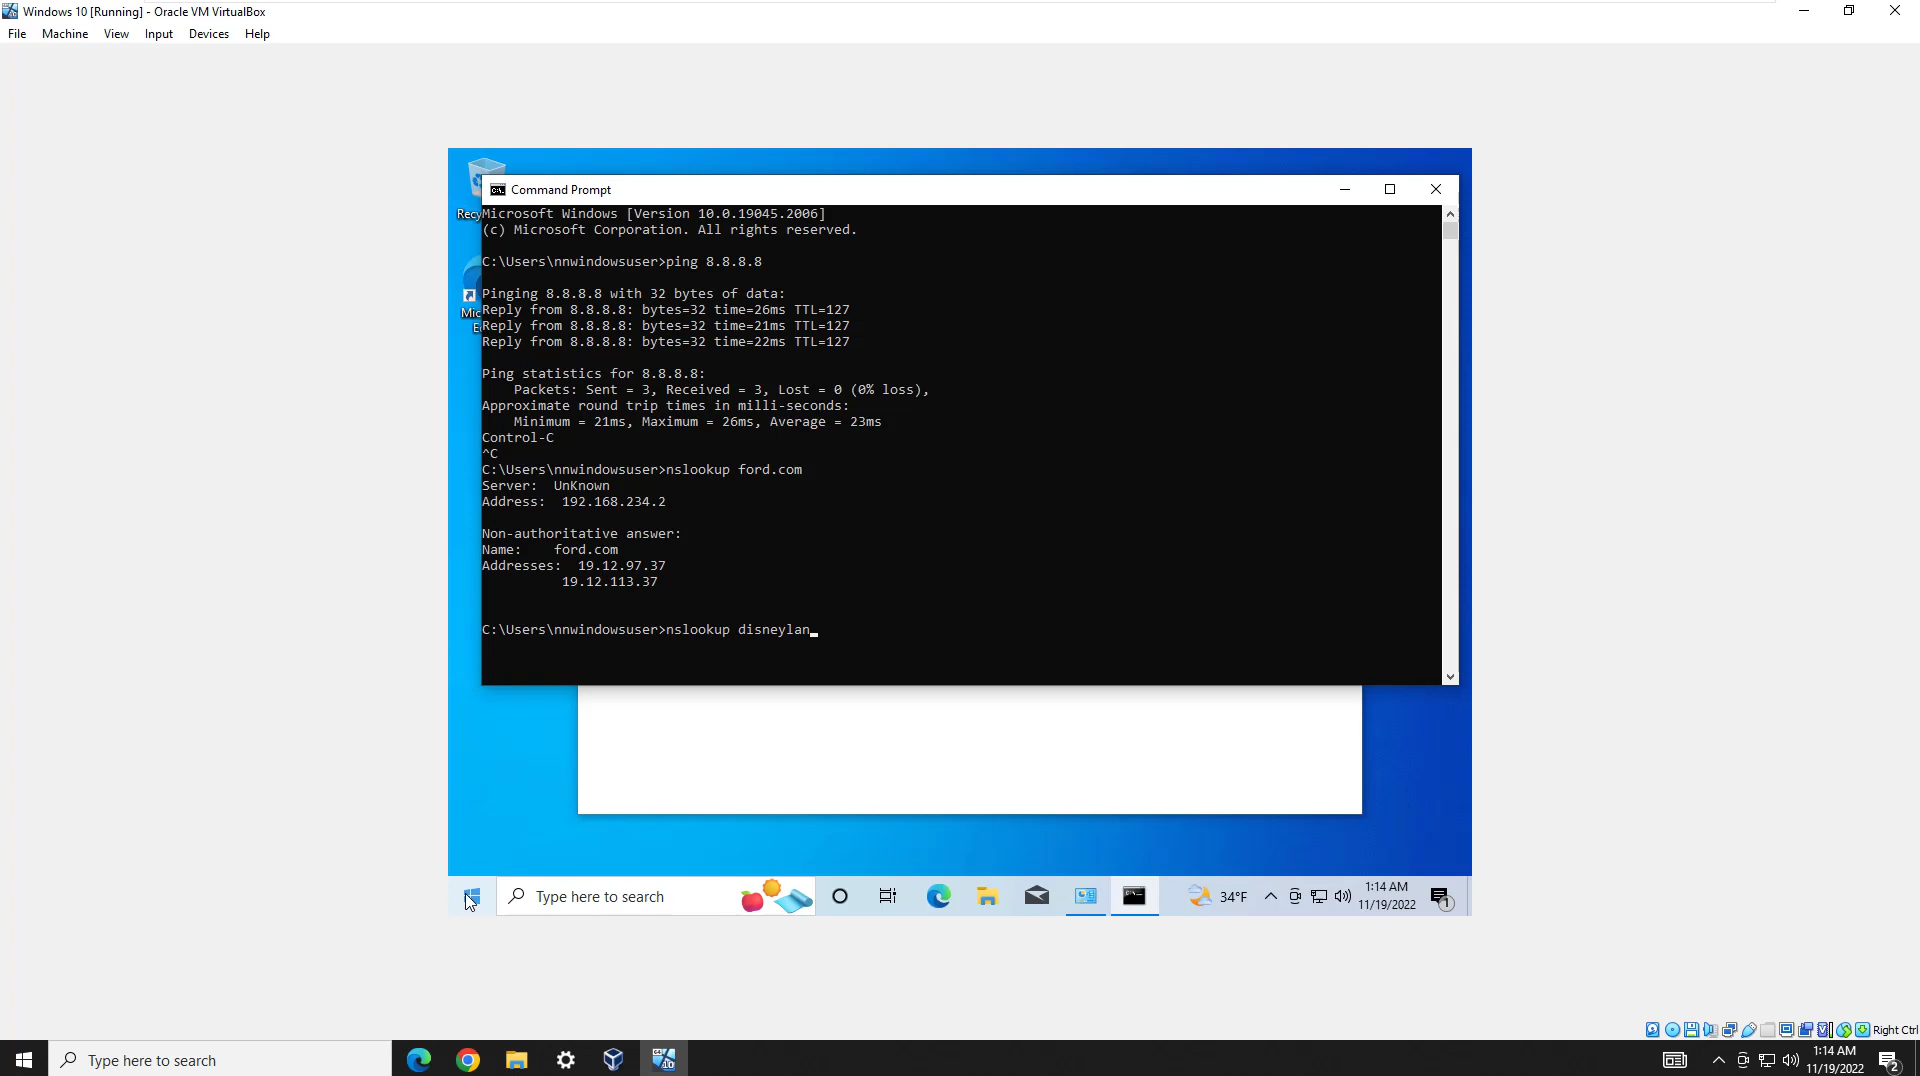 Windows 10 [Running] - Oracle VM VirtualBox
File Machine View Input Devices Help
Command Prompt
Recy
Mic
E
Microsoft Windows [Version 10.0.19045.2006]
(c) Microsoft Corporation. All rights reserved.
C:\Users\nnwindowsuser>ping 8.8.8.8
Pinging 8.8.8.8 with 32 bytes of data:
Reply from 8.8.8.8: bytes=32 time=26ms TTL=127
Reply from 8.8.8.8: bytes=32 time=21ms TTL=127
Reply from 8.8.8.8: bytes=32 time=22ms TTL=127
Ping statistics for 8.8.8.8:
Packets: Sent = 3, Received = 3, Lost = 0 (0% loss),
Approximate round trip times in milli-seconds:
Minimum = 21ms, Maximum = 26ms, Average = 23ms
Control-C
^C
C:\Users\nnwindowsuser>nslookup ford.com
Server:  UnKnown
Address:  192.168.234.2
Non-authoritative answer:
Name:    ford.com
Addresses:  19.12.97.37
19.12.113.37
C:\Users\nnwindowsuser>nslookup disneylan
Type here to search
34°F
1:14 AM
11/19/2022
1
Right Ctrl
Type here to search
1:14 AM
11/19/2022
2